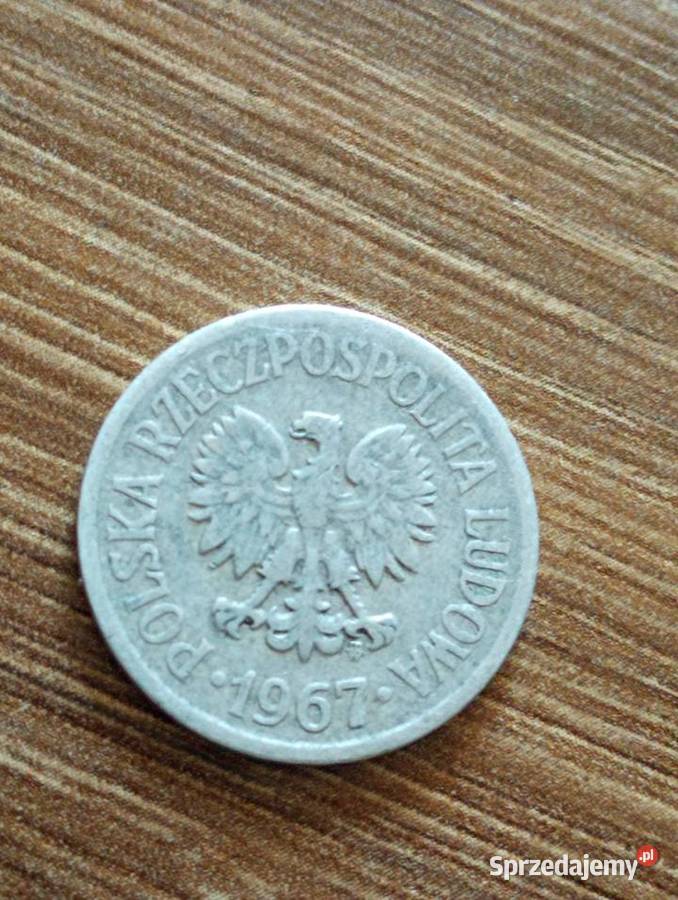 POLSKA RZECZPOSPOLITA LUDOWA
· 1967 ·
Sprzedajemy.pl